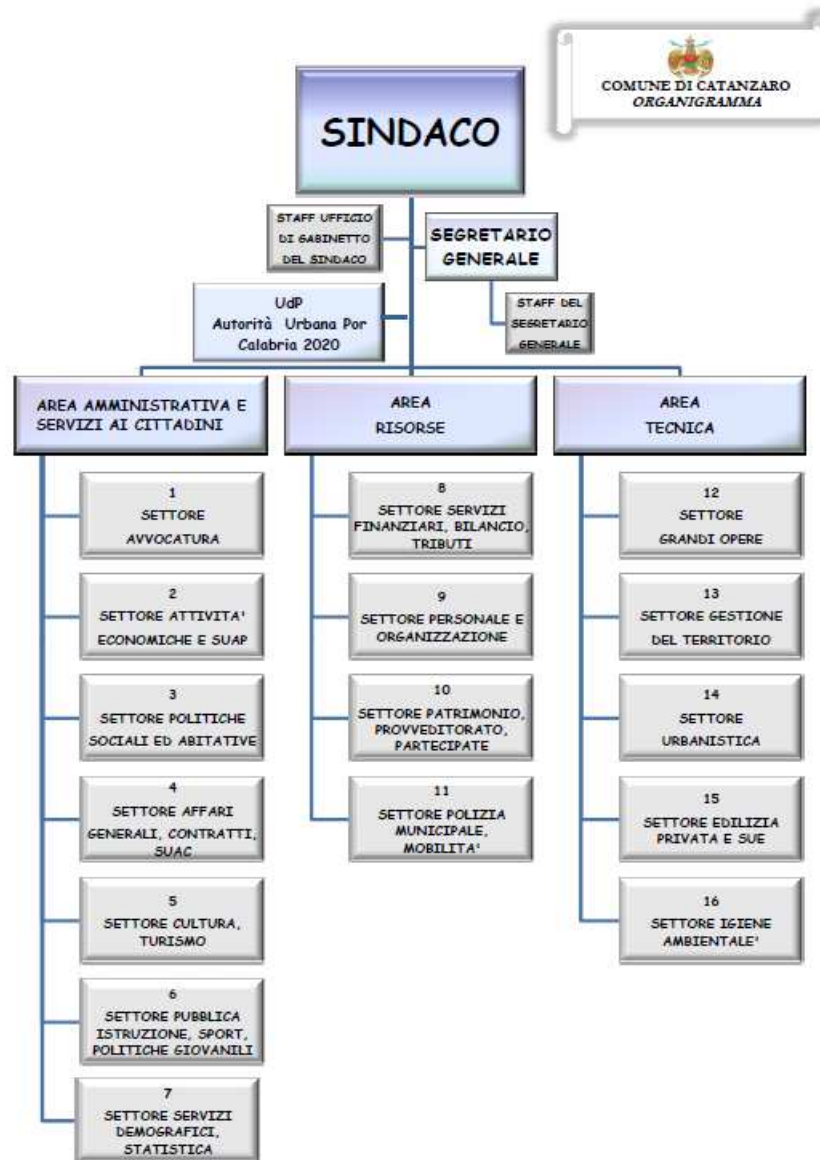 COMUNE DI CATANZARO
ORGANIGRAMMA
SINDACO
STAFF UFFICIO
DI GABINETTO
DEL SINDACO
SEGRETARIO
GENERALE
STAFF DEL
SEGRETARIO
GENERALE
UdP
Autorità Urbana Por
Calabria 2020
AREA AMMINISTRATIVA E
SERVIZI AI CITTADINI
1
SETTORE
AVVOCATURA
2
SETTORE ATTIVITA'
ECONOMICHE E SUAP
3
SETTORE POLITICHE
SOCIALI ED ABITATIVE
4
SETTORE AFFARI
GENERALI, CONTRATTI,
SUAC
5
SETTORE CULTURA,
TURISMO
6
SETTORE PUBBLICA
ISTRUZIONE, SPORT,
POLITICHE GIOVANILI
7
SETTORE SERVIZI
DEMOGRAFICI,
STATISTICA
AREA
RISORSE
8
SETTORE SERVIZI
FINANZIARI, BILANCIO,
TRIBUTI
9
SETTORE PERSONALE E
ORGANIZZAZIONE
10
SETTORE PATRIMONIO,
PROVVEDITORATO,
PARTECIPATE
11
SETTORE POLIZIA
MUNICIPALE,
MOBILITA'
AREA
TECNICA
12
SETTORE
GRANDI OPERE
13
SETTORE GESTIONE
DEL TERRITORIO
14
SETTORE
URBANISTICA
15
SETTORE EDILIZIA
PRIVATA E SUE
16
SETTORE IGIENE
AMBIENTALE'